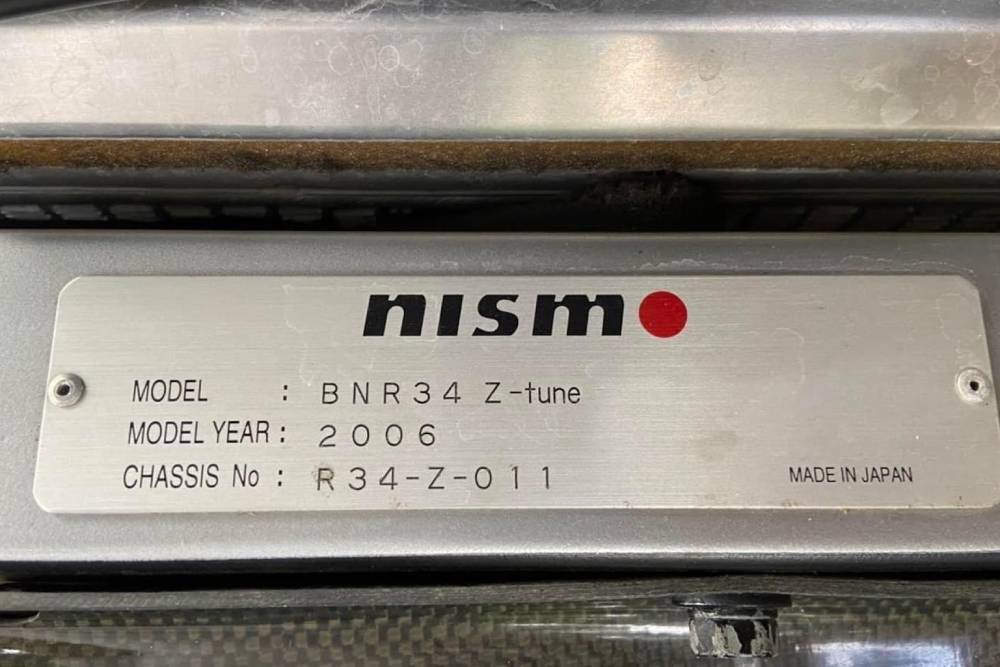 nismo
MODEL : BNR34 Z-tune
MODEL YEAR : 2006
CHASSIS No : R34-Z-011
MADE IN JAPAN